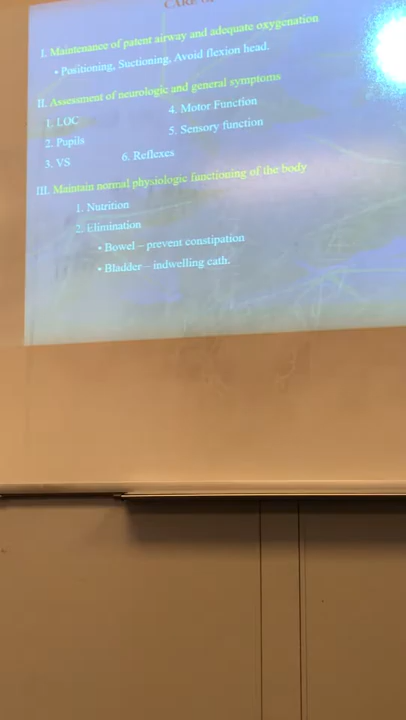 CARE
I. Maintenance of patent airway and adequate oxygenation
• Positioning, Suctioning, Avoid flexion head.
II. Assessment of neurologic and general symptoms
1. LOC
4. Motor Function
2. Pupils
5. Sensory function
3. VS
6. Reflexes
III. Maintain normal physiologic functioning of the body
1. Nutrition
2. Elimination
• Bowel – prevent constipation
• Bladder – indwelling cath.